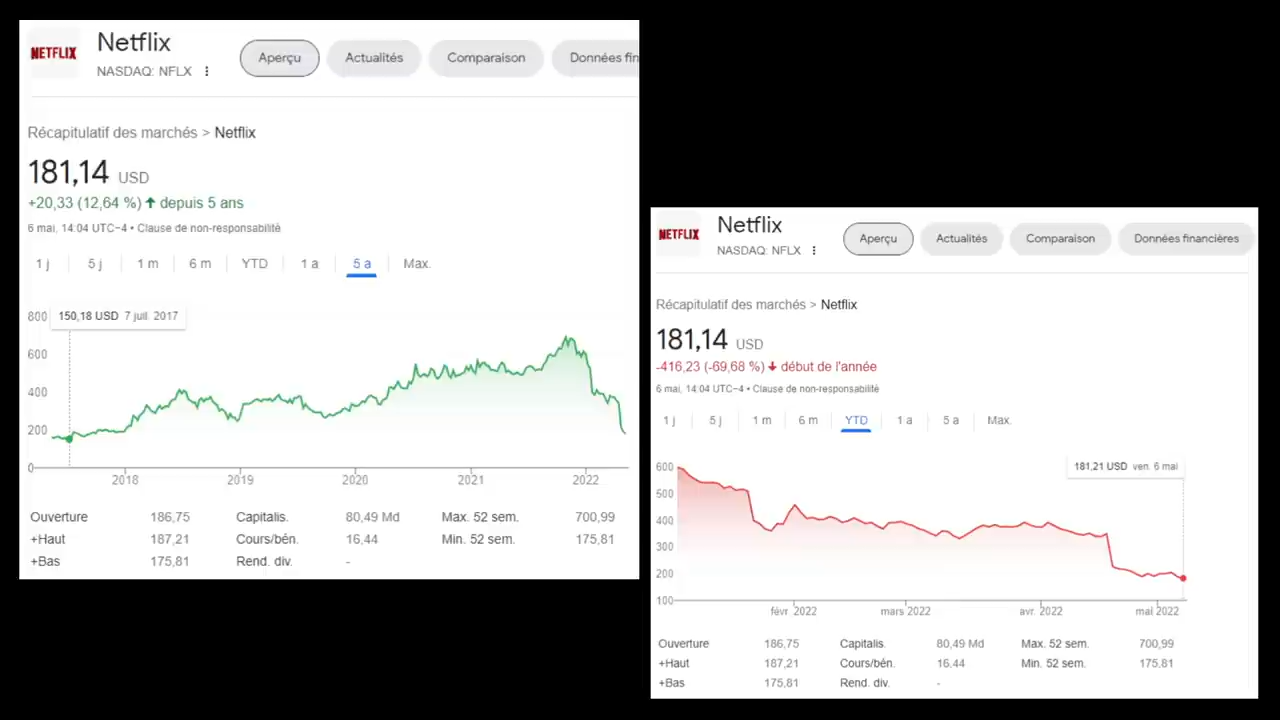 NETFLIX
Netflix
NASDAQ: NFLX
Aperçu
Actualités
Comparaison
Données fin
Récapitulatif des marchés > Netflix
181,14 USD
+20,33 (12,64 %) ↑ depuis 5 ans
6 mai, 14:04 UTC−4 • Clause de non-responsabilité
1 j 5 j 1 m 6 m YTD 1 a 5 a Max.
150,18 USD 7 juil. 2017
800
600
400
200
0
2018 2019 2020 2021 2022
Ouverture 186,75 Capitalis. 80,49 Md Max. 52 sem. 700,99
+Haut 187,21 Cours/bén. 16,44 Min. 52 sem. 175,81
+Bas 175,81 Rend. div. -
NETFLIX
Netflix
NASDAQ: NFLX
Aperçu
Actualités
Comparaison
Données financières
Récapitulatif des marchés > Netflix
181,14 USD
-416,23 (-69,68 %) ↓ début de l'année
6 mai, 14:04 UTC−4 • Clause de non-responsabilité
1 j 5 j 1 m 6 m YTD 1 a 5 a Max.
181,21 USD ven. 6 mai
600
500
400
300
200
100
févr. 2022 mars 2022 avr. 2022 mai 2022
Ouverture 186,75 Capitalis. 80,49 Md Max. 52 sem. 700,99
+Haut 187,21 Cours/bén. 16,44 Min. 52 sem. 175,81
+Bas 175,81 Rend. div. -